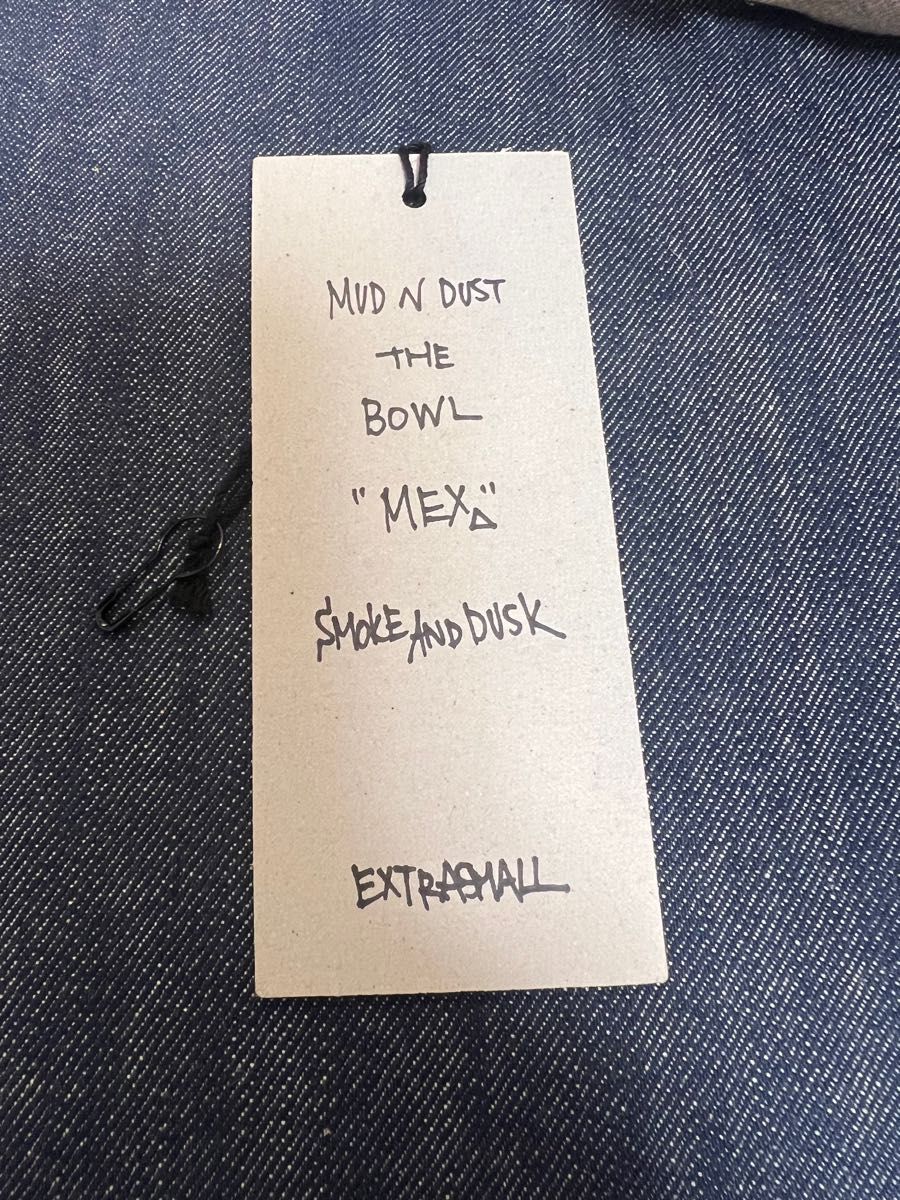 MUD N DUST
THE
BOWL
"MEX△"
SMOKE AND DUSK
EXTRASMALL